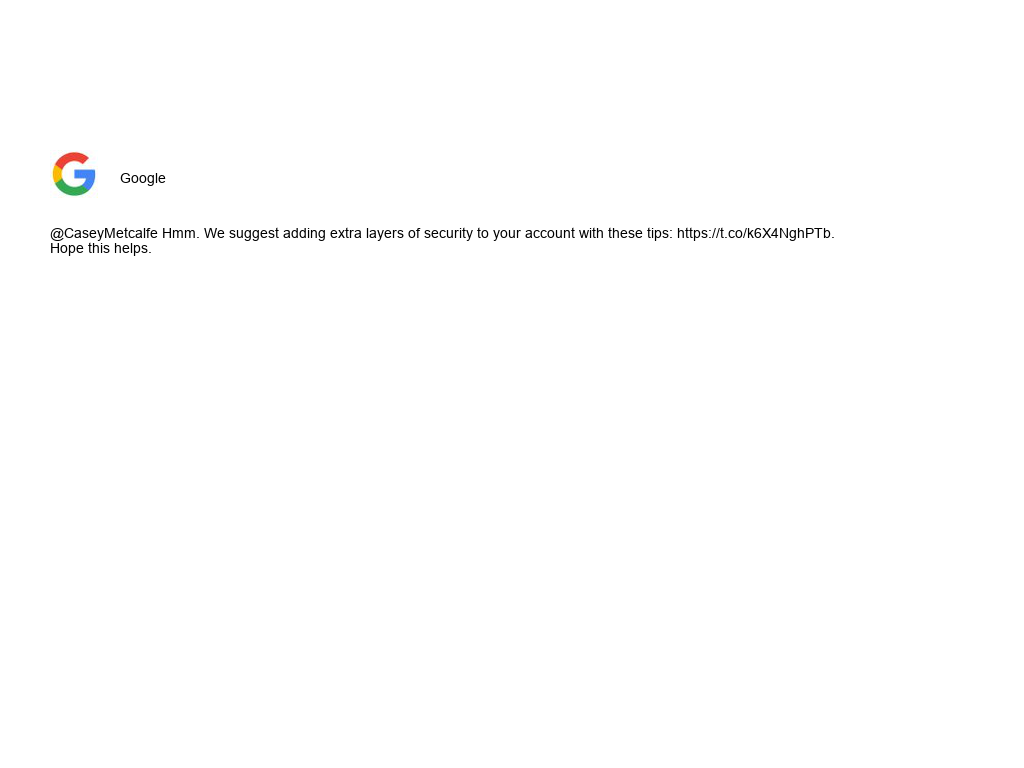 Google
@CaseyMetcalfe Hmm. We suggest adding extra layers of security to your account with these tips: https://t.co/k6X4NghPTb.
Hope this helps.